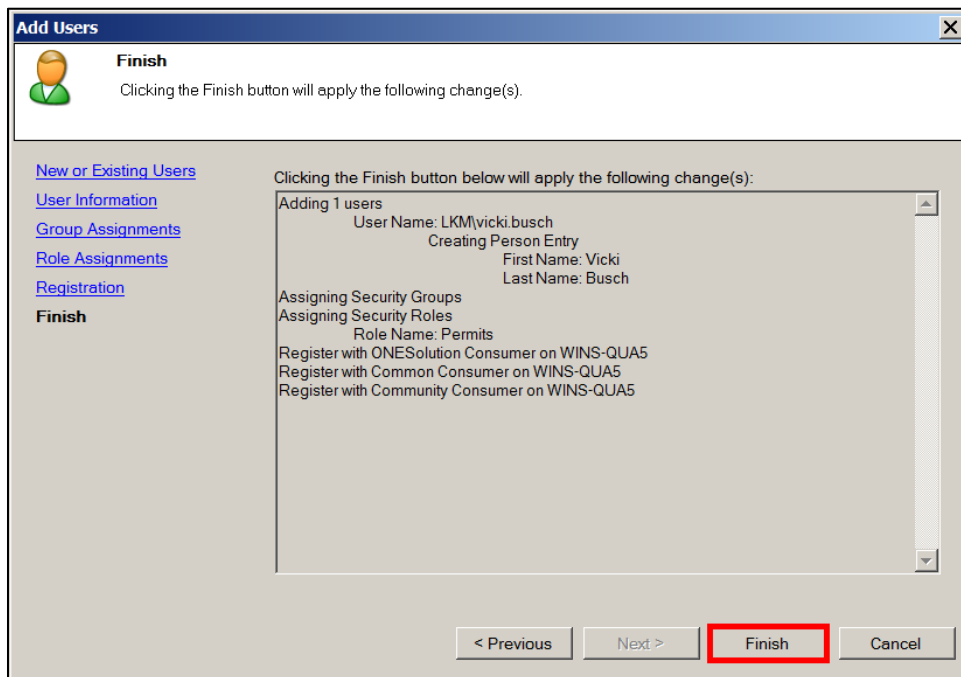 Add Users
Finish
Clicking the Finish button will apply the following change(s).
New or Existing Users
User Information
Group Assignments
Role Assignments
Registration
Finish
Clicking the Finish button below will apply the following change(s):
Adding 1 users
User Name: LKM\vicki.busch
Creating Person Entry
First Name: Vicki
Last Name: Busch
Assigning Security Groups
Assigning Security Roles
Role Name: Permits
Register with ONESolution Consumer on WINS-QUA5
Register with Common Consumer on WINS-QUA5
Register with Community Consumer on WINS-QUA5
< Previous
Next >
Finish
Cancel